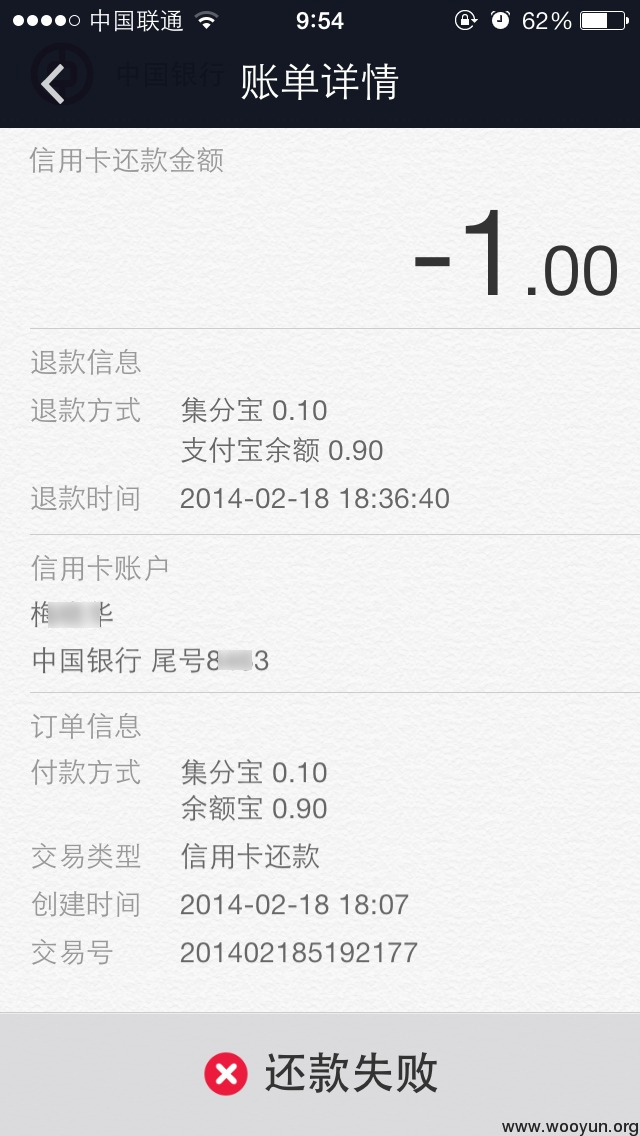 中国联通 9:54 62%
中国银行
账单详情
信用卡还款金额
-1.00
退款信息
退款方式 集分宝 0.10
支付宝余额 0.90
退款时间 2014-02-18 18:36:40
信用卡账户
梅 华
中国银行 尾号8 3
订单信息
付款方式 集分宝 0.10
余额宝 0.90
交易类型 信用卡还款
创建时间 2014-02-18 18:07
交易号 201402185192177
还款失败
www.wooyun.org